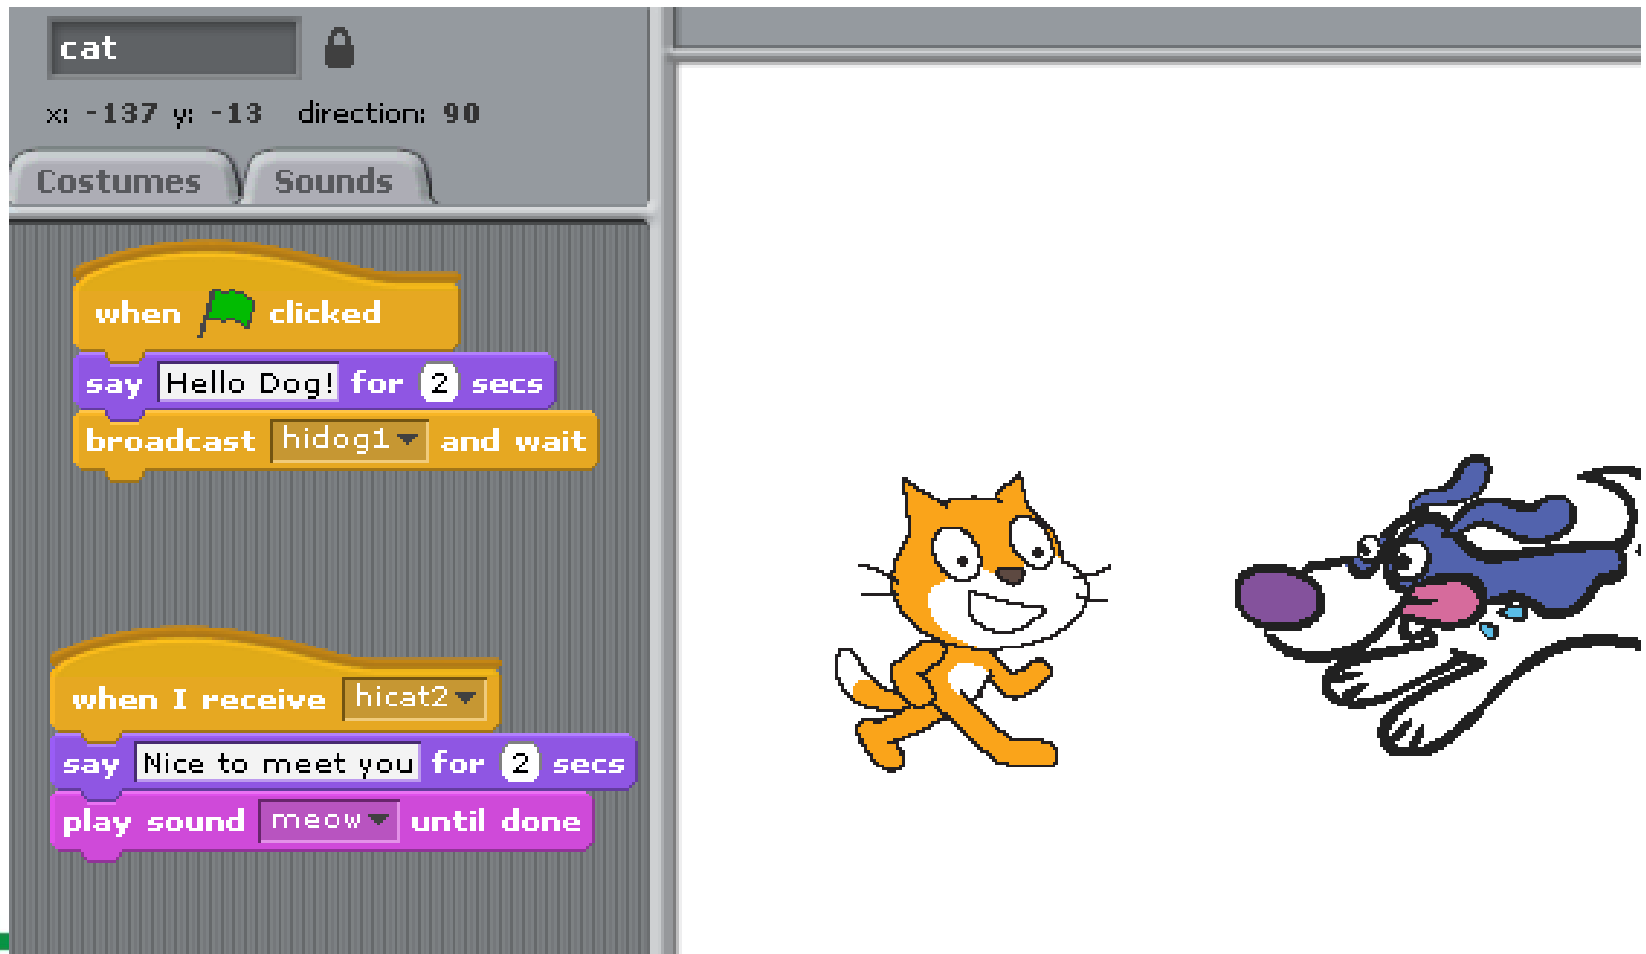 cat
x: -137 y: -13 direction: 90
Costumes Sounds
when clicked
say Hello Dog! for 2 secs
broadcast hidog1 and wait
when I receive hicat2
say Nice to meet you for 2 secs
play sound meow until done